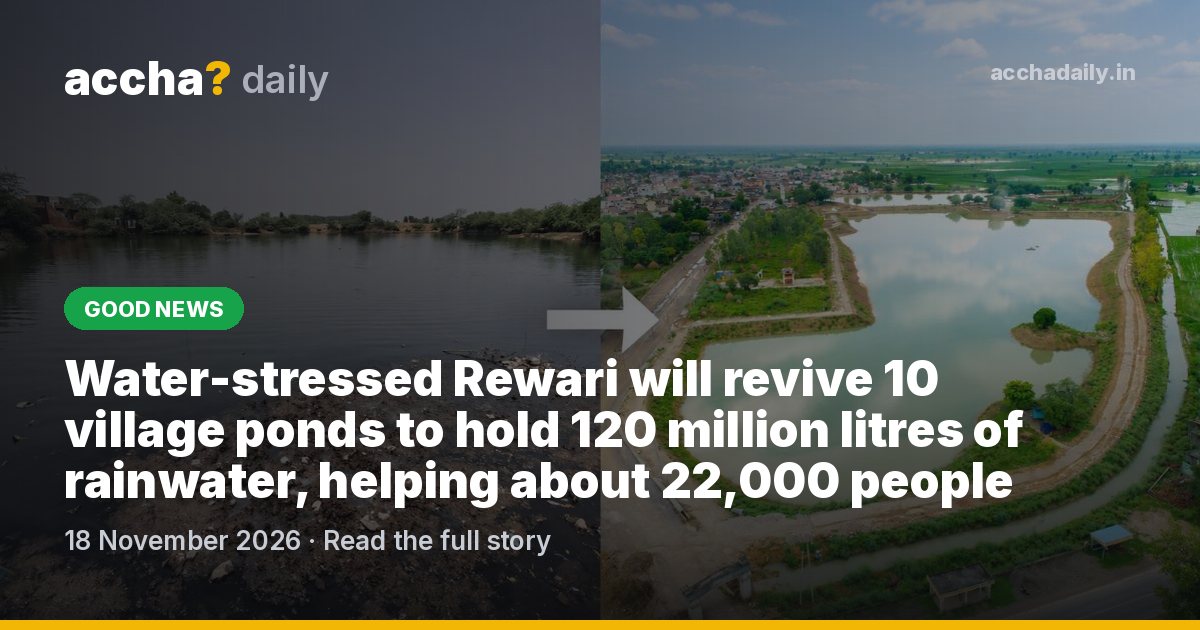 accha? daily
acchadaily.in
GOOD NEWS
Water-stressed Rewari will revive 10
village ponds to hold 120 million litres of
rainwater, helping about 22,000 people
18 November 2026 · Read the full story